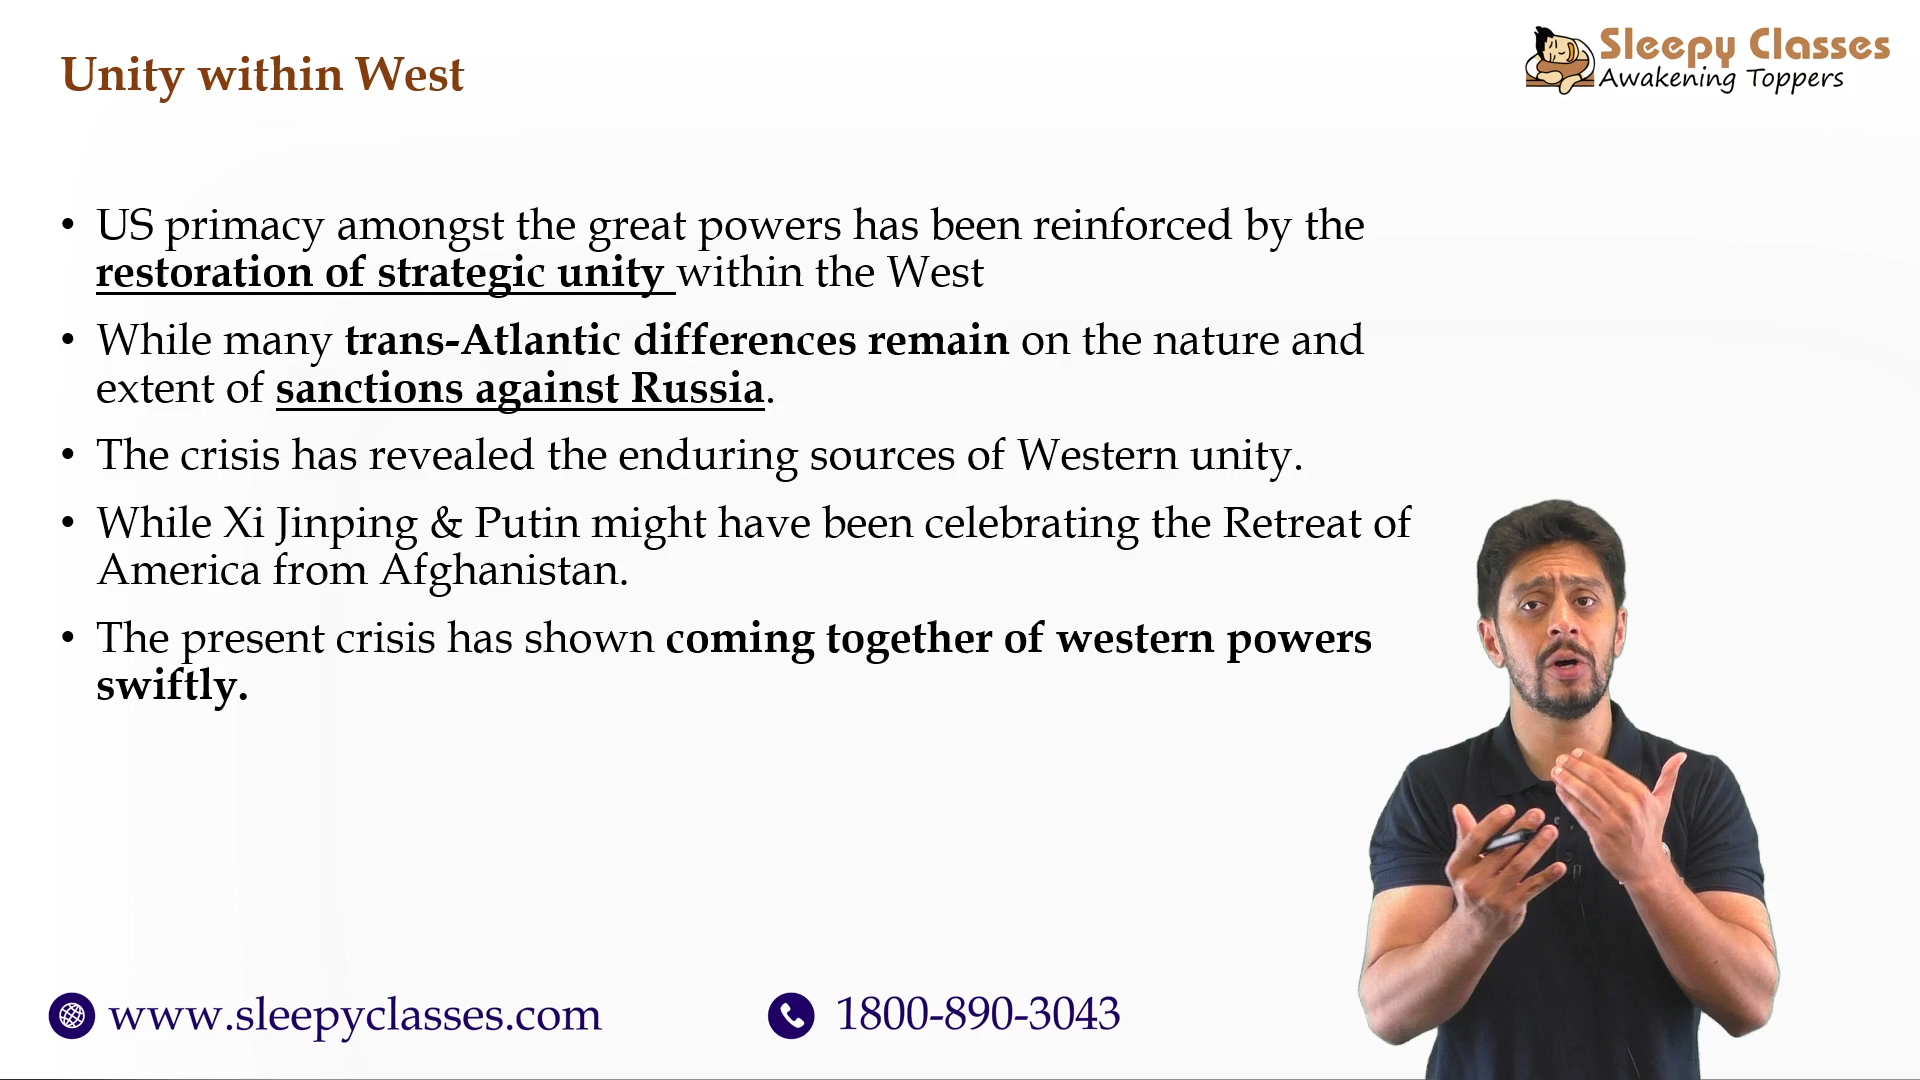 Unity within West
Sleepy Classes
Awakening Toppers
• US primacy amongst the great powers has been reinforced by the
restoration of strategic unity within the West
• While many trans-Atlantic differences remain on the nature and
extent of sanctions against Russia.
• The crisis has revealed the enduring sources of Western unity.
• While Xi Jinping & Putin might have been celebrating the Retreat of
America from Afghanistan.
• The present crisis has shown coming together of western powers
swiftly.
www.sleepyclasses.com
1800-890-3043